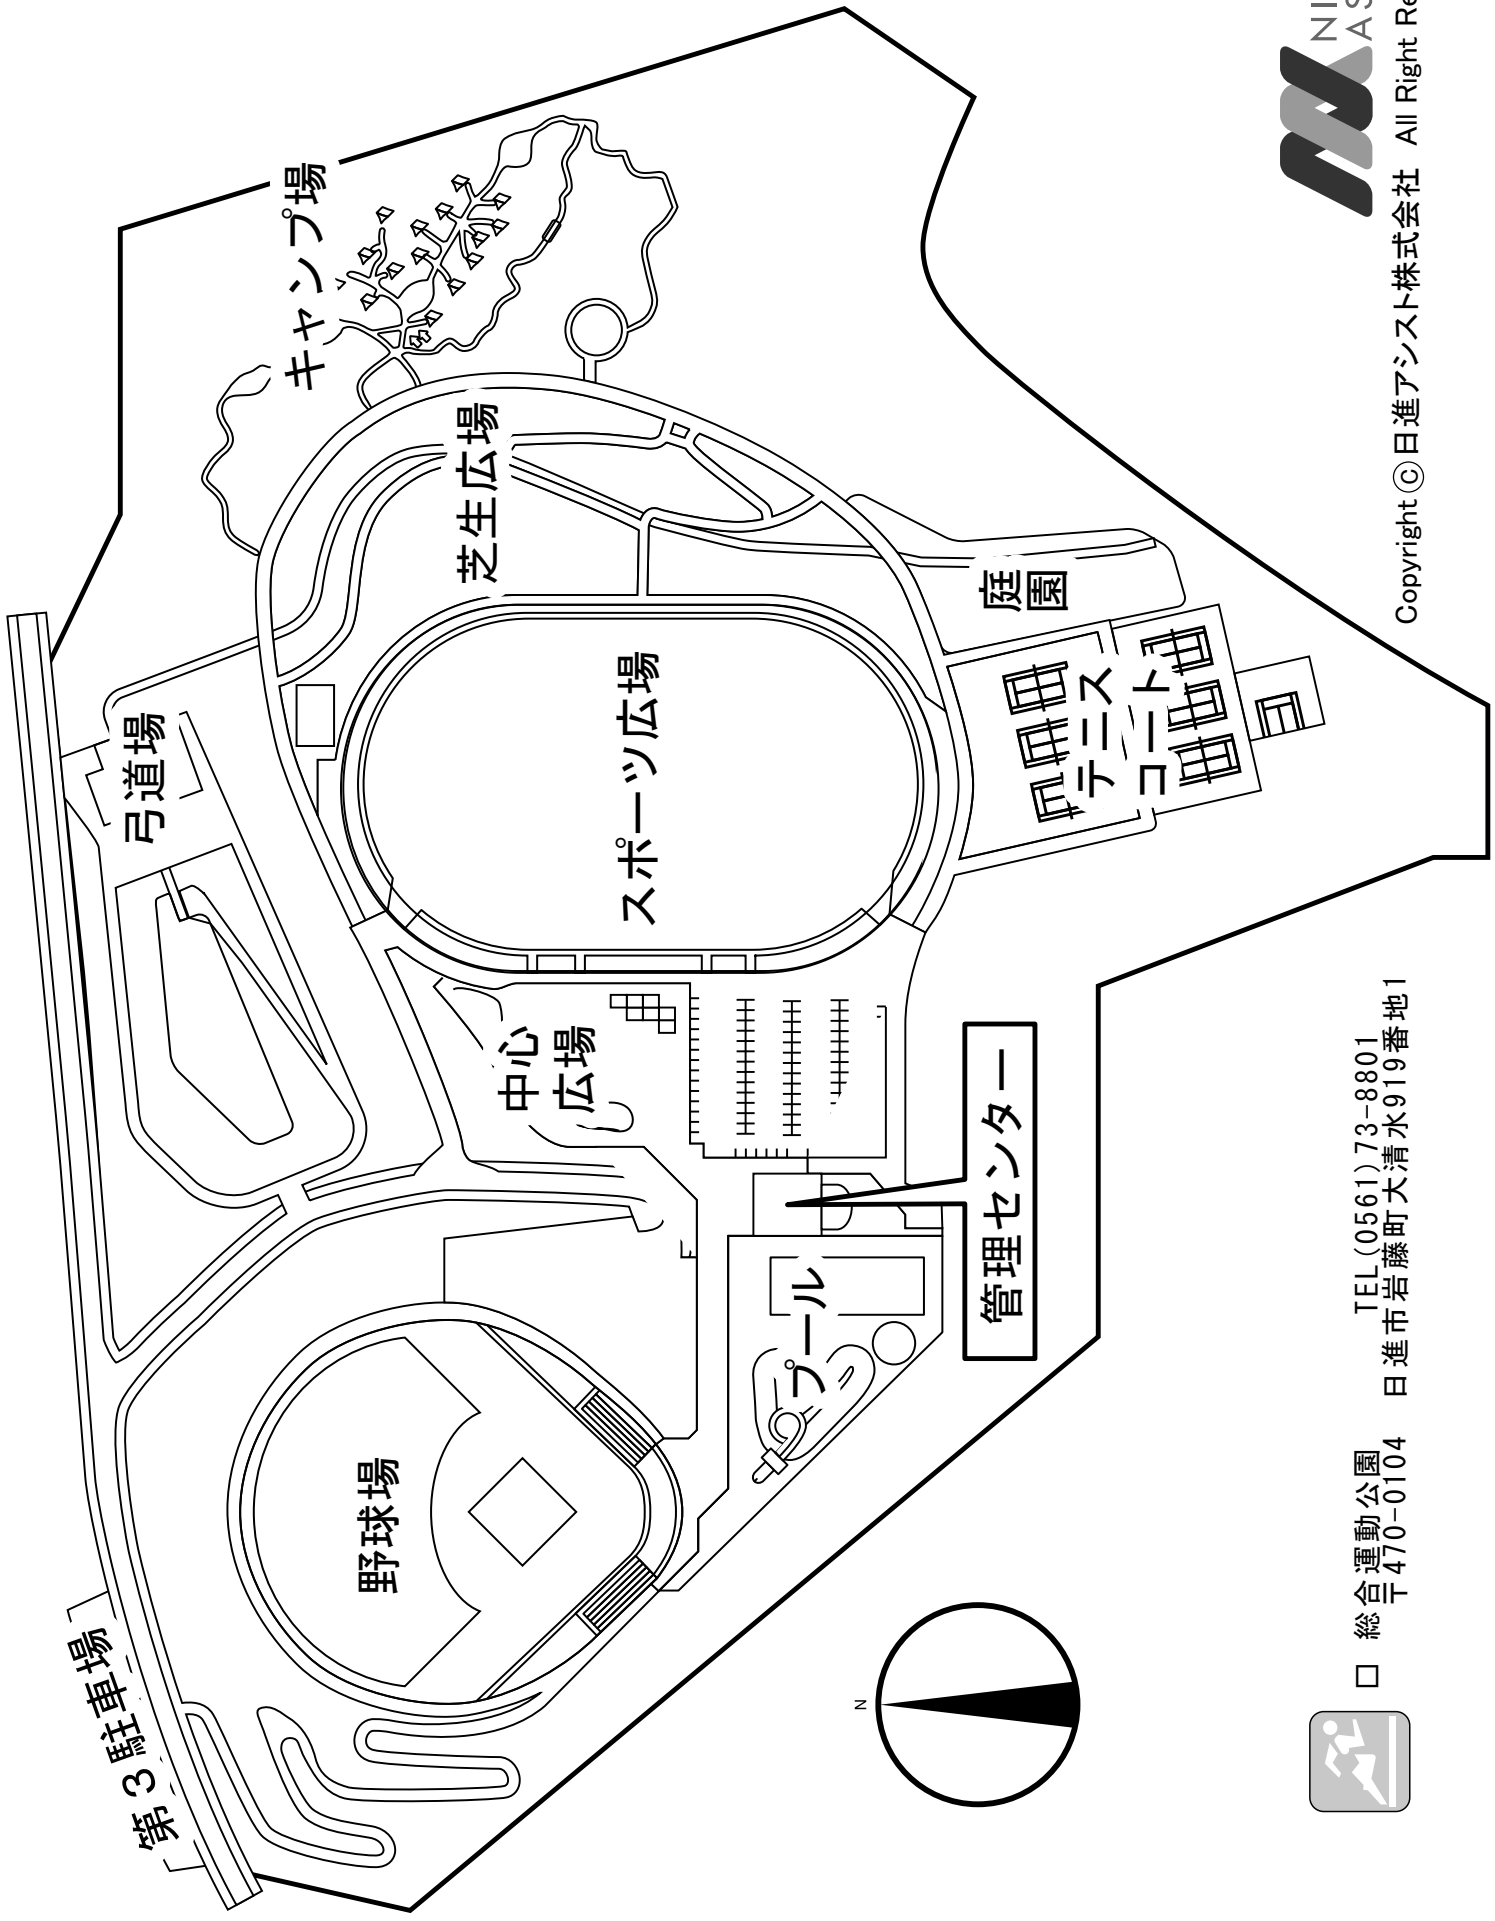 キャンプ場
芝生広場
弓道場
スポーツ広場
庭園
テニス
コート
中心
広場
管理センター
プール
野球場
第3駐車場
N
□ 総合運動公園 TEL(0561)73-8801
〒470-0104 日進市岩藤町大清水919番地1
Copyright Ⓒ日進アシスト株式会社 All Right Re
NI
AS